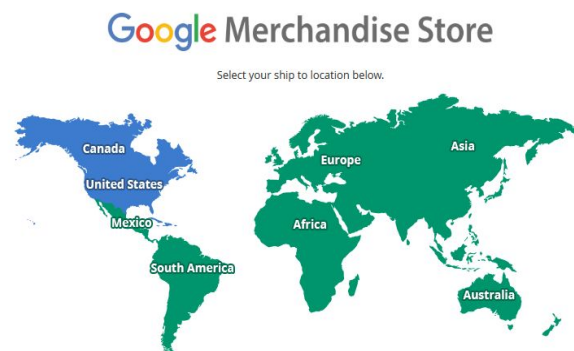 Google Merchandise Store
Select your ship to location below.
Canada
United States
Mexico
South America
Europe
Asia
Africa
Australia